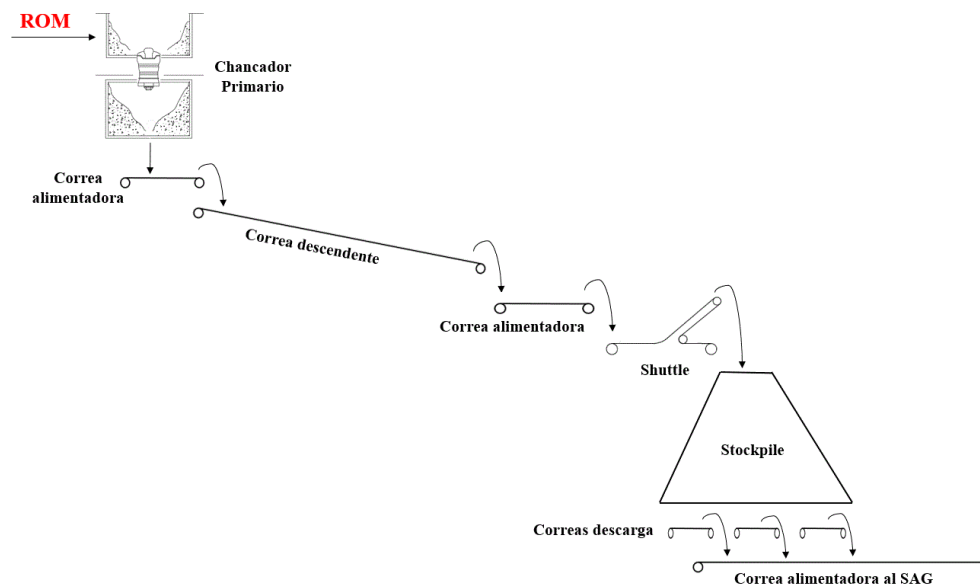 ROM
Chancador
Primario
Correa
alimentadora
Correa descendente
Correa alimentadora
Shuttle
Stockpile
Correas descarga
Correa alimentadora al SAG